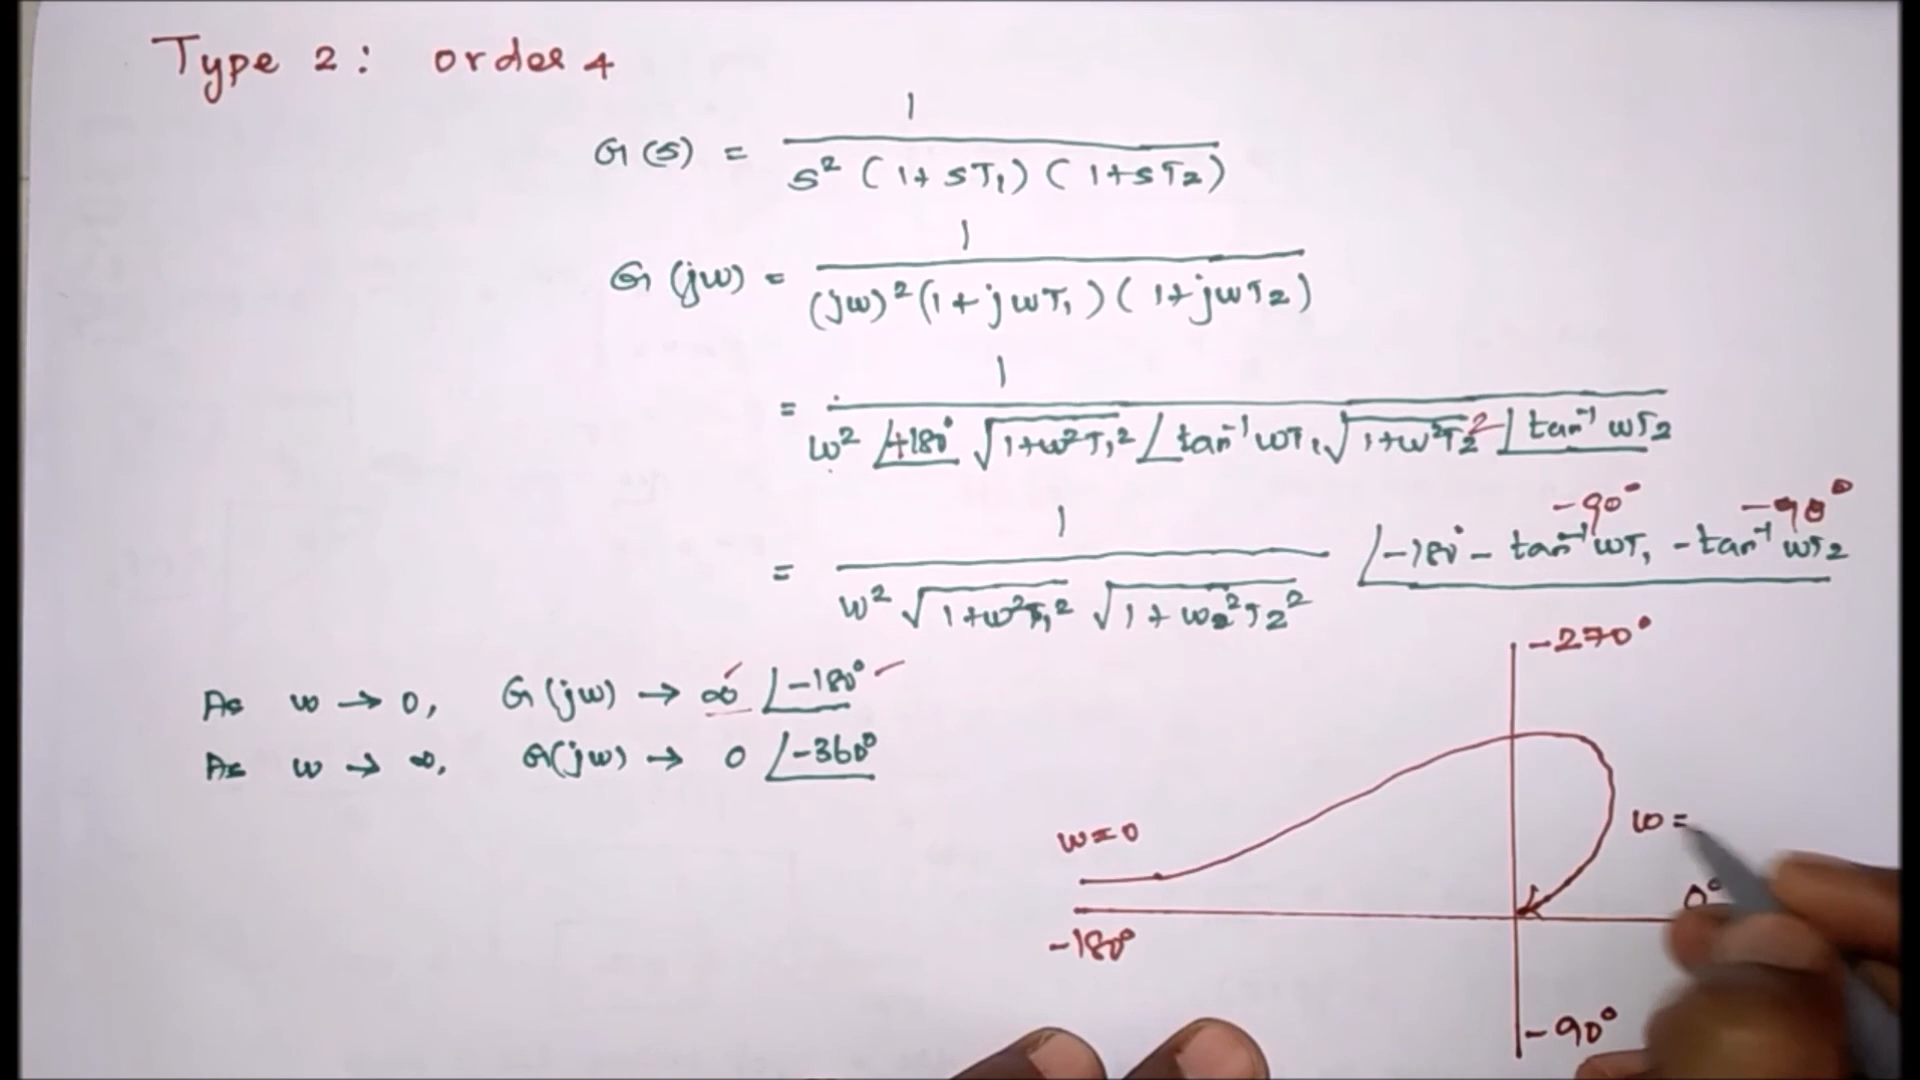 Type 2: order 4
G(s) = 1 / s² (1+sT₁) (1+sT₂)
G(jω) = 1 / (jω)² (1+jωT₁) (1+jωT₂)
= 1 / ω² ∠+180° √1+ω²T₁² ∠tan⁻¹ωT₁ √1+ω²T₂² ∠tan⁻¹ωT₂
-90° -90°
= 1 / ω² √1+ω²T₁² √1+ω₂²T₂² ∠-180° - tan⁻¹ωT₁ - tan⁻¹ωT₂
-270°
As ω → 0, G(jω) → ∞ ∠-180°
As ω → ∞, G(jω) → 0 ∠-360°
ω=0
ω=
0°
-180°
-90°